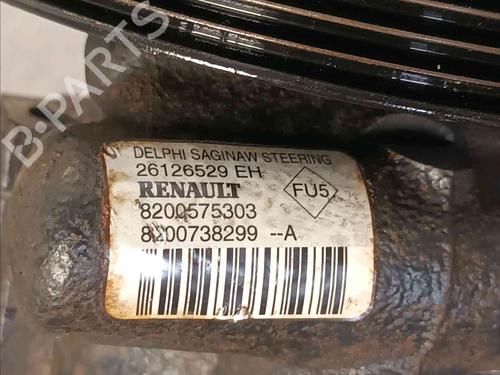 B-PARTS
DELPHI SAGINAW STEERING
26126529 EH
RENAULT
FU5
8200575303
8200738299 --A